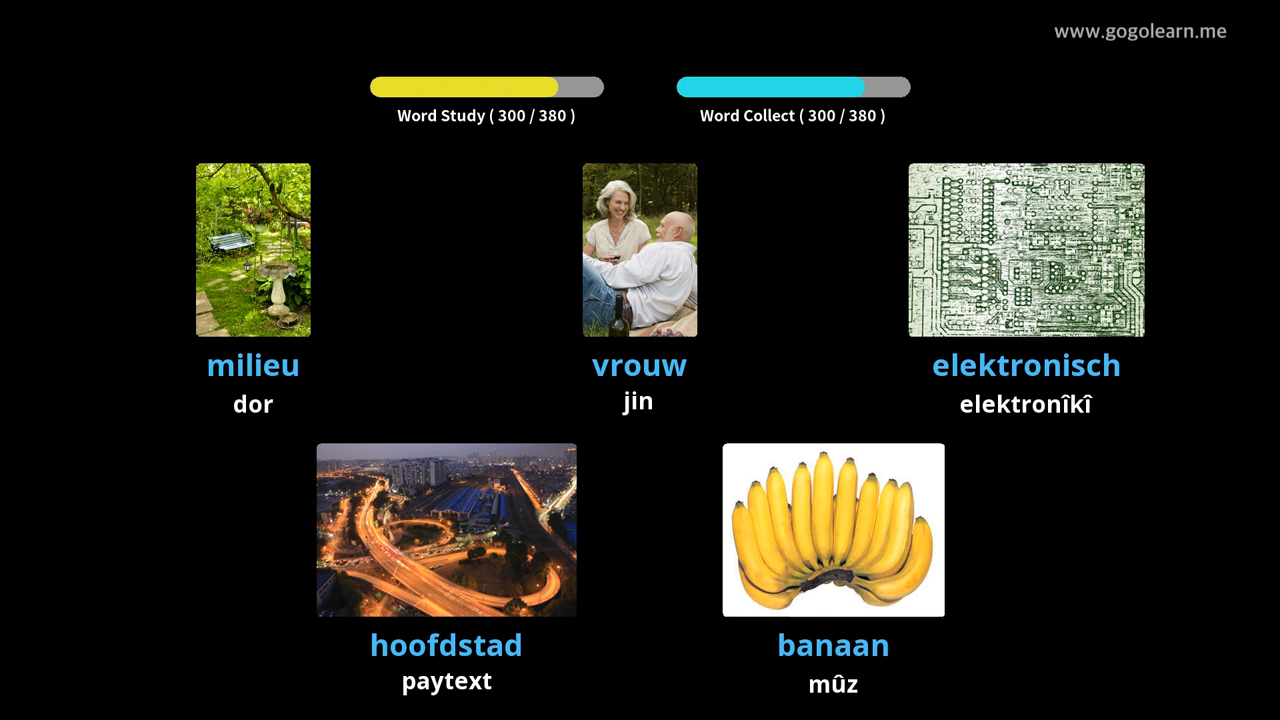 www.gogolearn.me
Word Study ( 300 / 380 )
Word Collect ( 300 / 380 )
milieu
dor
vrouw
jin
elektronisch
elektronîkî
hoofdstad
paytext
banaan
mûz